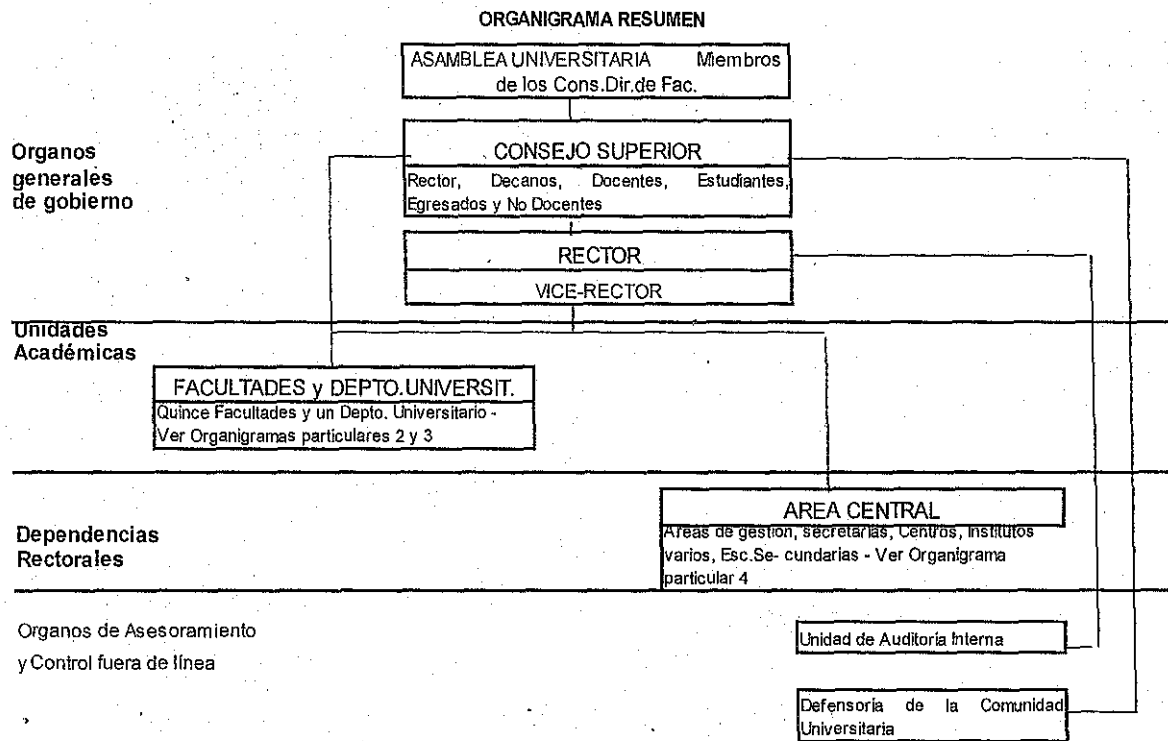 ORGANIGRAMA RESUMEN
ASAMBLEA UNIVERSITARIA Miembros
de los Cons.Dir.de Fac.
Organos
generales
de gobierno
CONSEJO SUPERIOR
Rector, Decanos, Docentes, Estudiantes,
Egresados y No Docentes
RECTOR
VICE-RECTOR
Unidades
Académicas
FACULTADES y DEPTO.UNIVERSIT.
Quince Facultades y un Depto. Universitario -
Ver Organigramas particulares 2 y 3
Dependencias
Rectorales
AREA CENTRAL
Areas de gestión, secretarias, Centros, Institutos
varios, Esc.Se- cundarias - Ver Organigrama
particular 4
Organos de Asesoramiento
y Control fuera de línea
Unidad de Auditoría Interna
Defensoría de la Comunidad
Universitaria